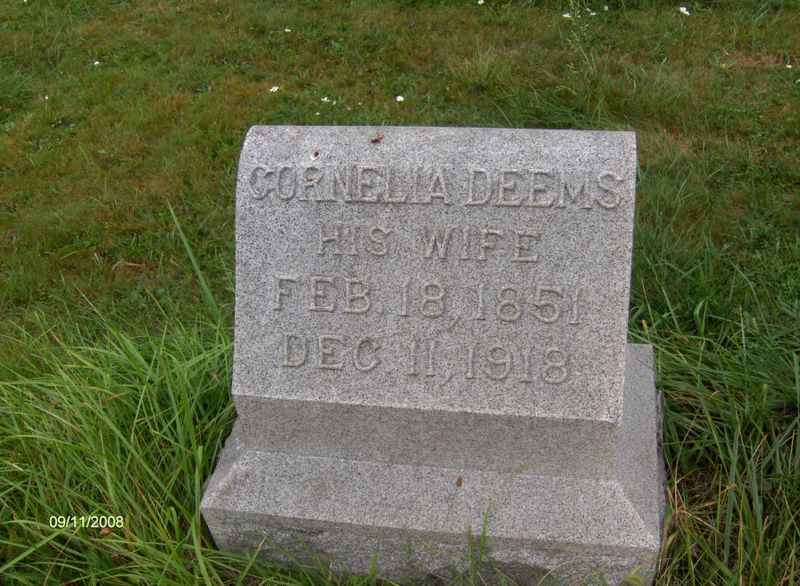 CORNELIA DEEMS
HIS WIFE
FEB. 18, 1851
DEC 11, 1918
09/11/2008